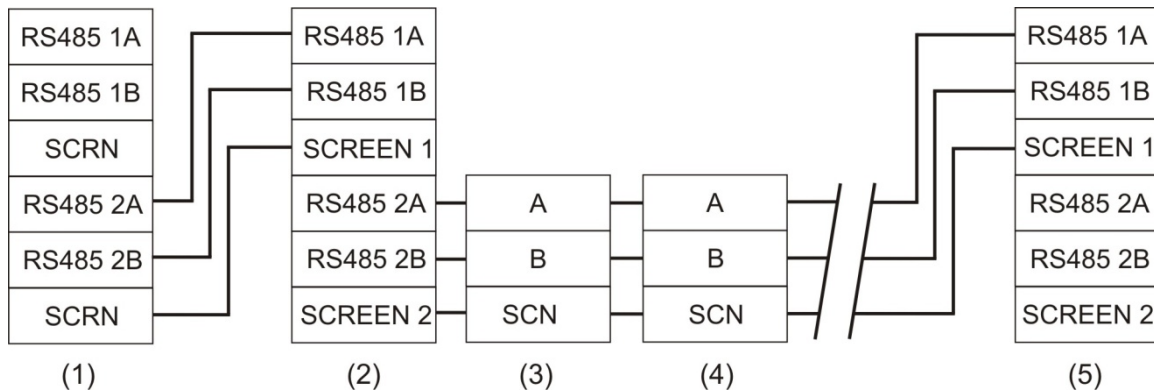 RS485 1A
RS485 1B
SCRN
RS485 2A
RS485 2B
SCRN
(1)
RS485 1A
RS485 1B
SCREEN 1
RS485 2A
RS485 2B
SCREEN 2
(2)
A
B
SCN
(3)
A
B
SCN
(4)
RS485 1A
RS485 1B
SCREEN 1
RS485 2A
RS485 2B
SCREEN 2
(5)